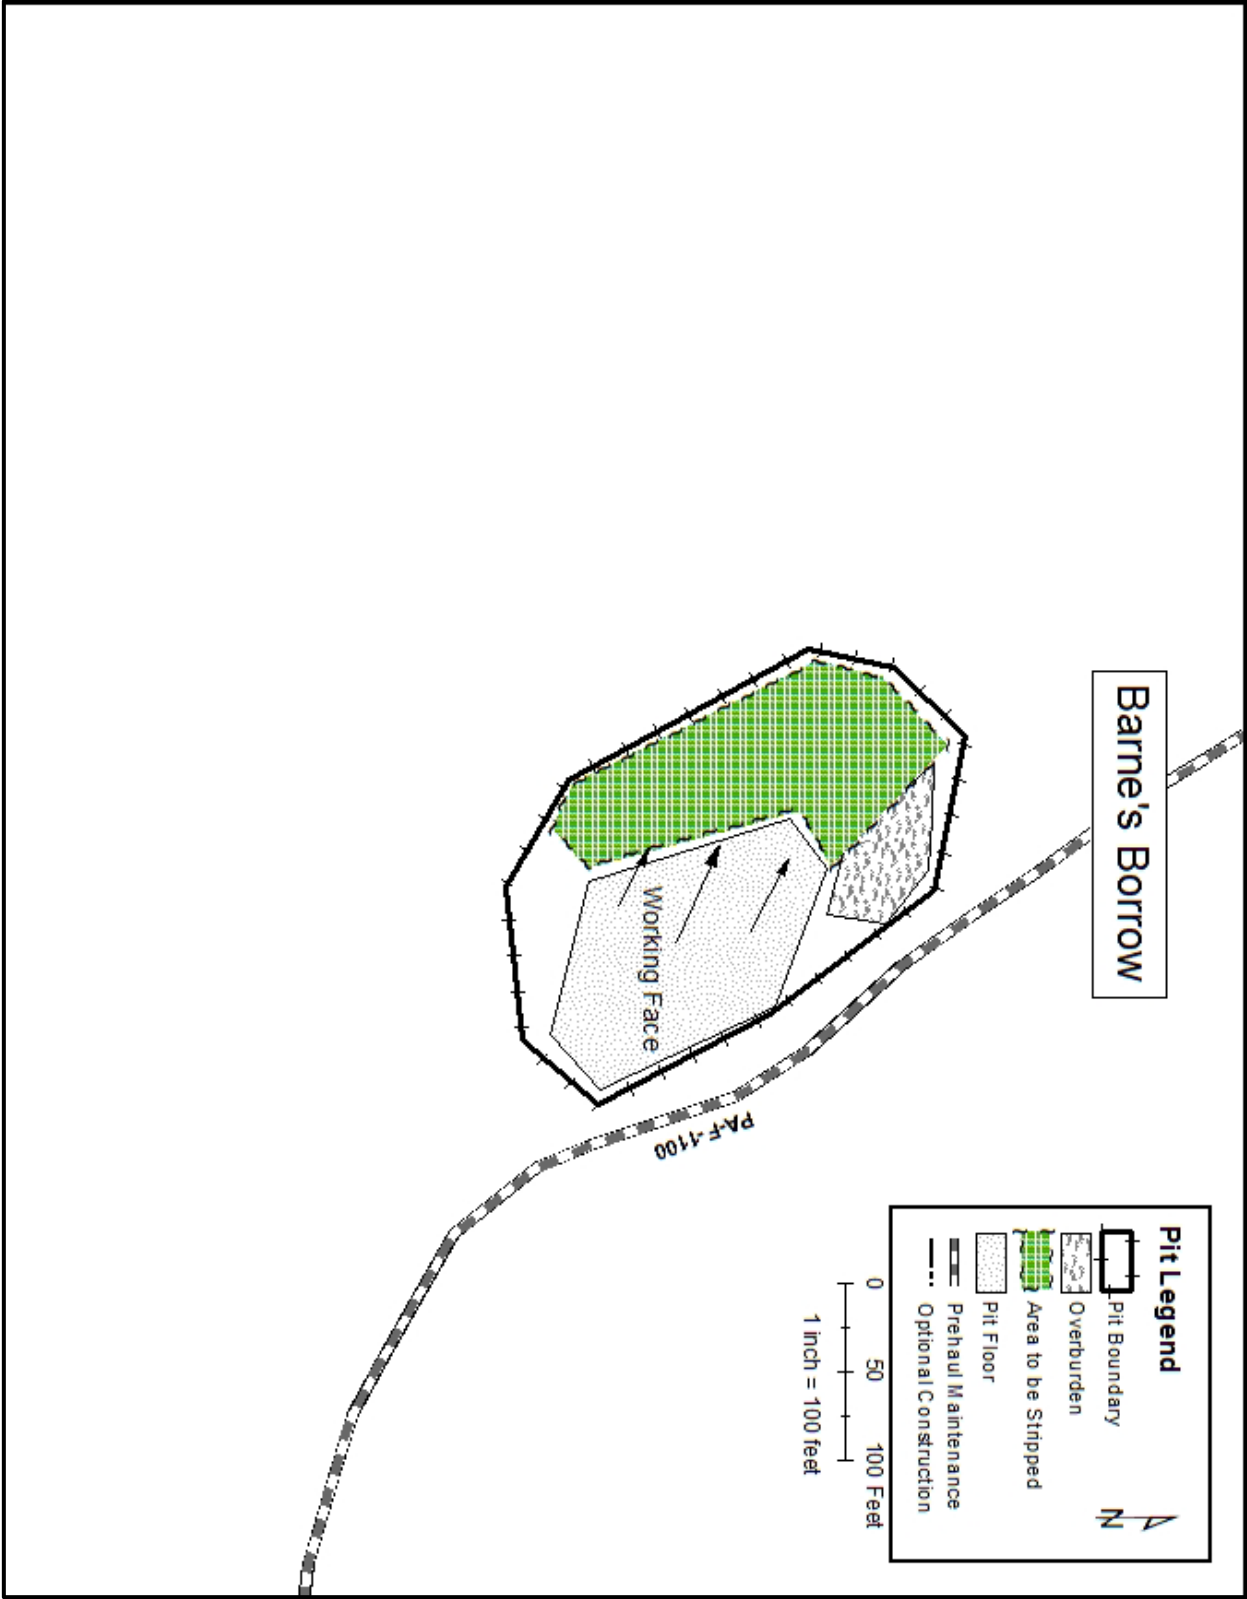 Barne's Borrow
Working Face
PA-F-1100
Pit Legend
Pit Boundary
Overburden
Area to be Stripped
Pit Floor
Prehaul Maintenance
Optional Construction
N
0 50 100 Feet
1 inch = 100 feet